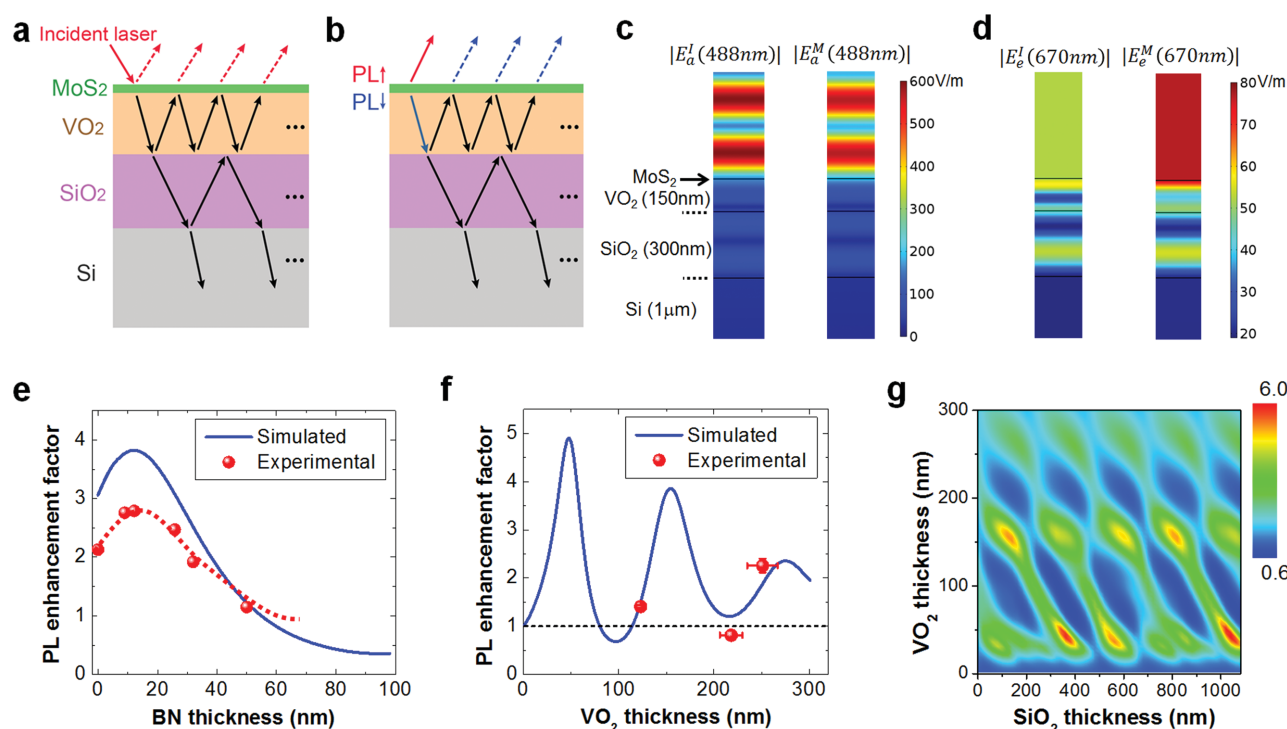 a
Incident laser
MoS2
VO2
SiO2
Si
...
...
...
b
PL↑
PL↓
...
...
...
c
|E_a^I (488nm)|
|E_a^M (488nm)|
MoS2
VO2 (150nm)
SiO2 (300nm)
Si (1μm)
600V/m
500
400
300
200
100
0
d
|E_e^I (670nm)|
|E_e^M (670nm)|
80V/m
70
60
50
40
30
20
e
PL enhancement factor
4
3
2
1
0
Simulated
Experimental
0 20 40 60 80 100
BN thickness (nm)
f
PL enhancement factor
5
4
3
2
1
0
Simulated
Experimental
0 100 200 300
VO2 thickness (nm)
g
VO2 thickness (nm)
300
200
150
100
0
6.0
0.6
0 200 400 600 800 1000
SiO2 thickness (nm)